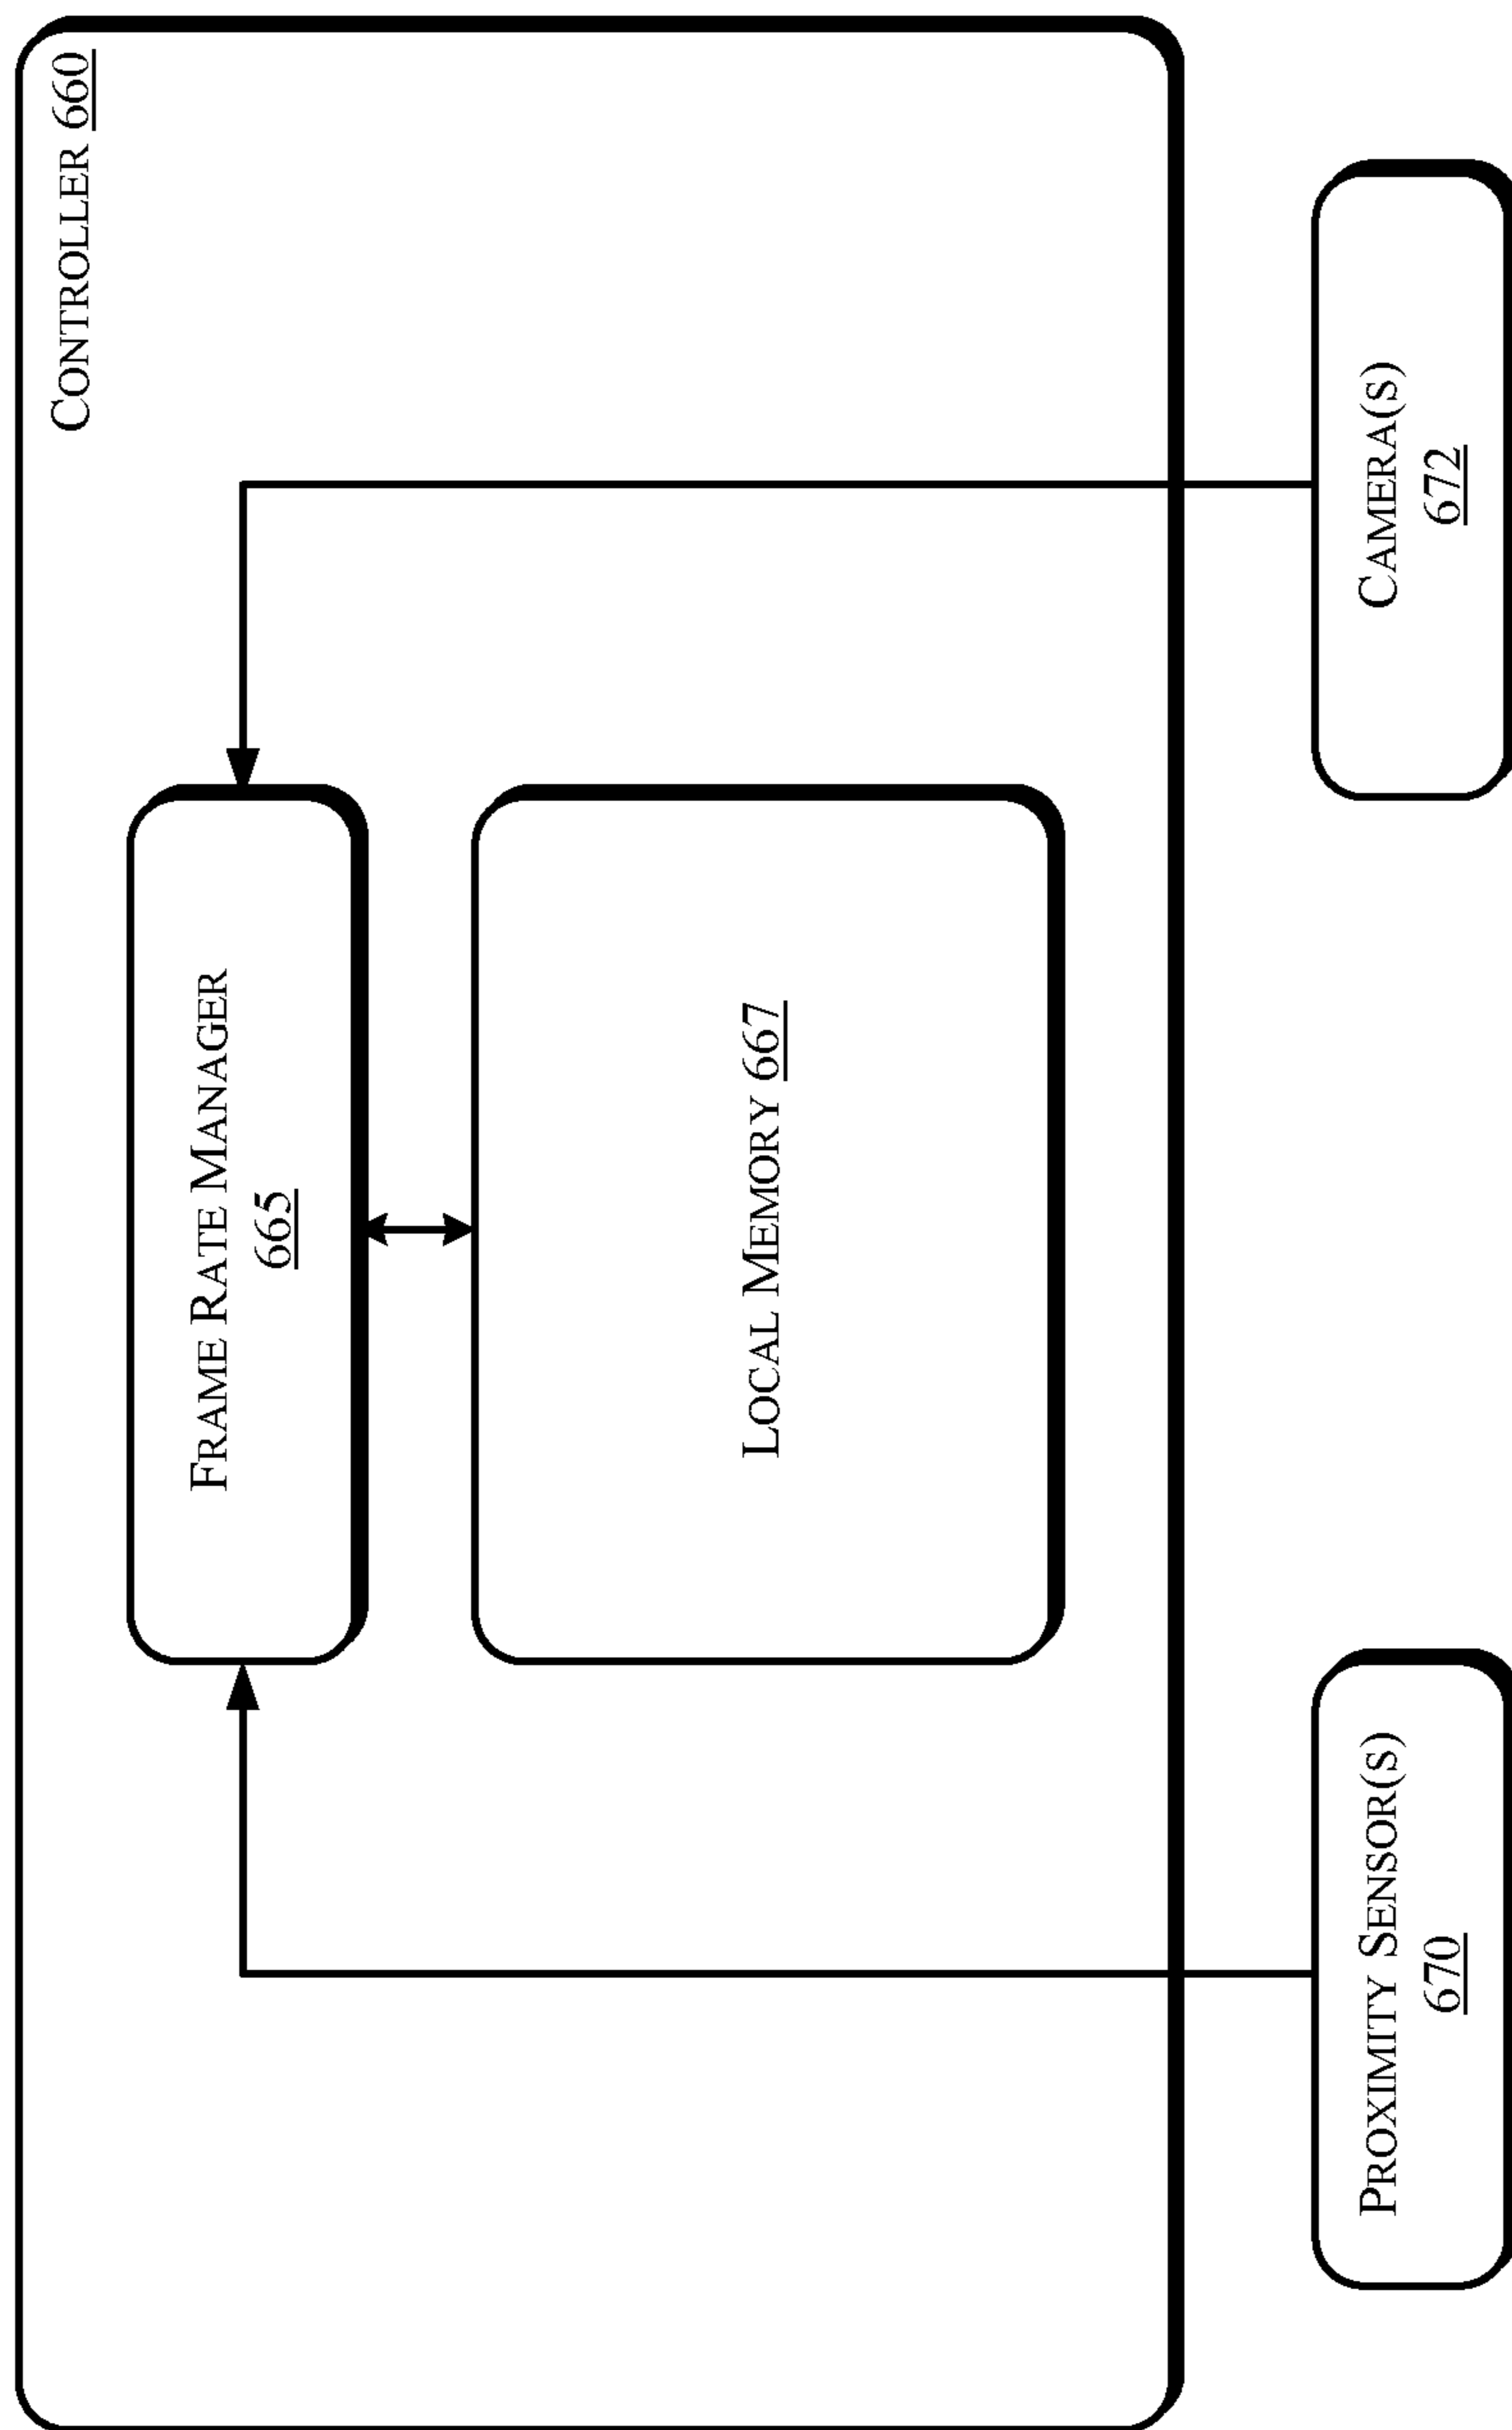 CONTROLLER 660
FRAME RATE MANAGER
665
LOCAL MEMORY 667
PROXIMITY SENSOR(S)
670
CAMERA(S)
672